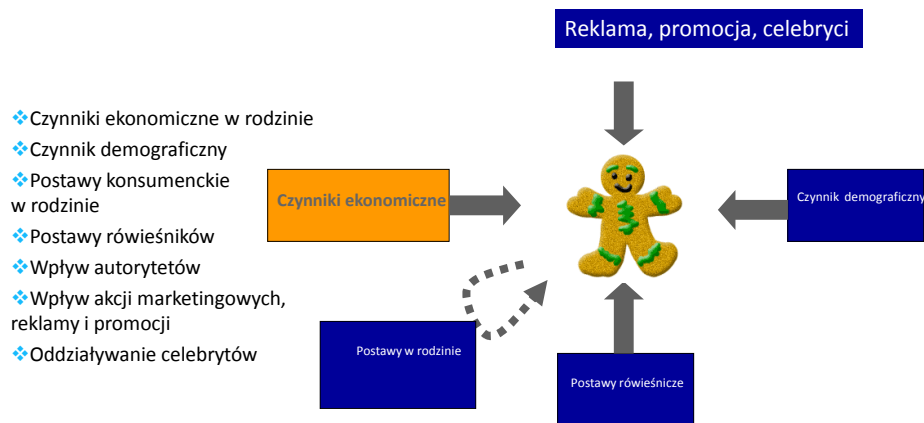 Reklama, promocja, celebryci
❖Czynniki ekonomiczne w rodzinie
❖Czynnik demograficzny
❖Postawy konsumenckie
w rodzinie
❖Postawy rówieśników
❖Wpływ autorytetów
❖Wpływ akcji marketingowych,
reklamy i promocji
❖Oddziaływanie celebrytów
Czynniki ekonomiczne
Czynnik demograficzny
Postawy w rodzinie
Postawy rówieśnicze